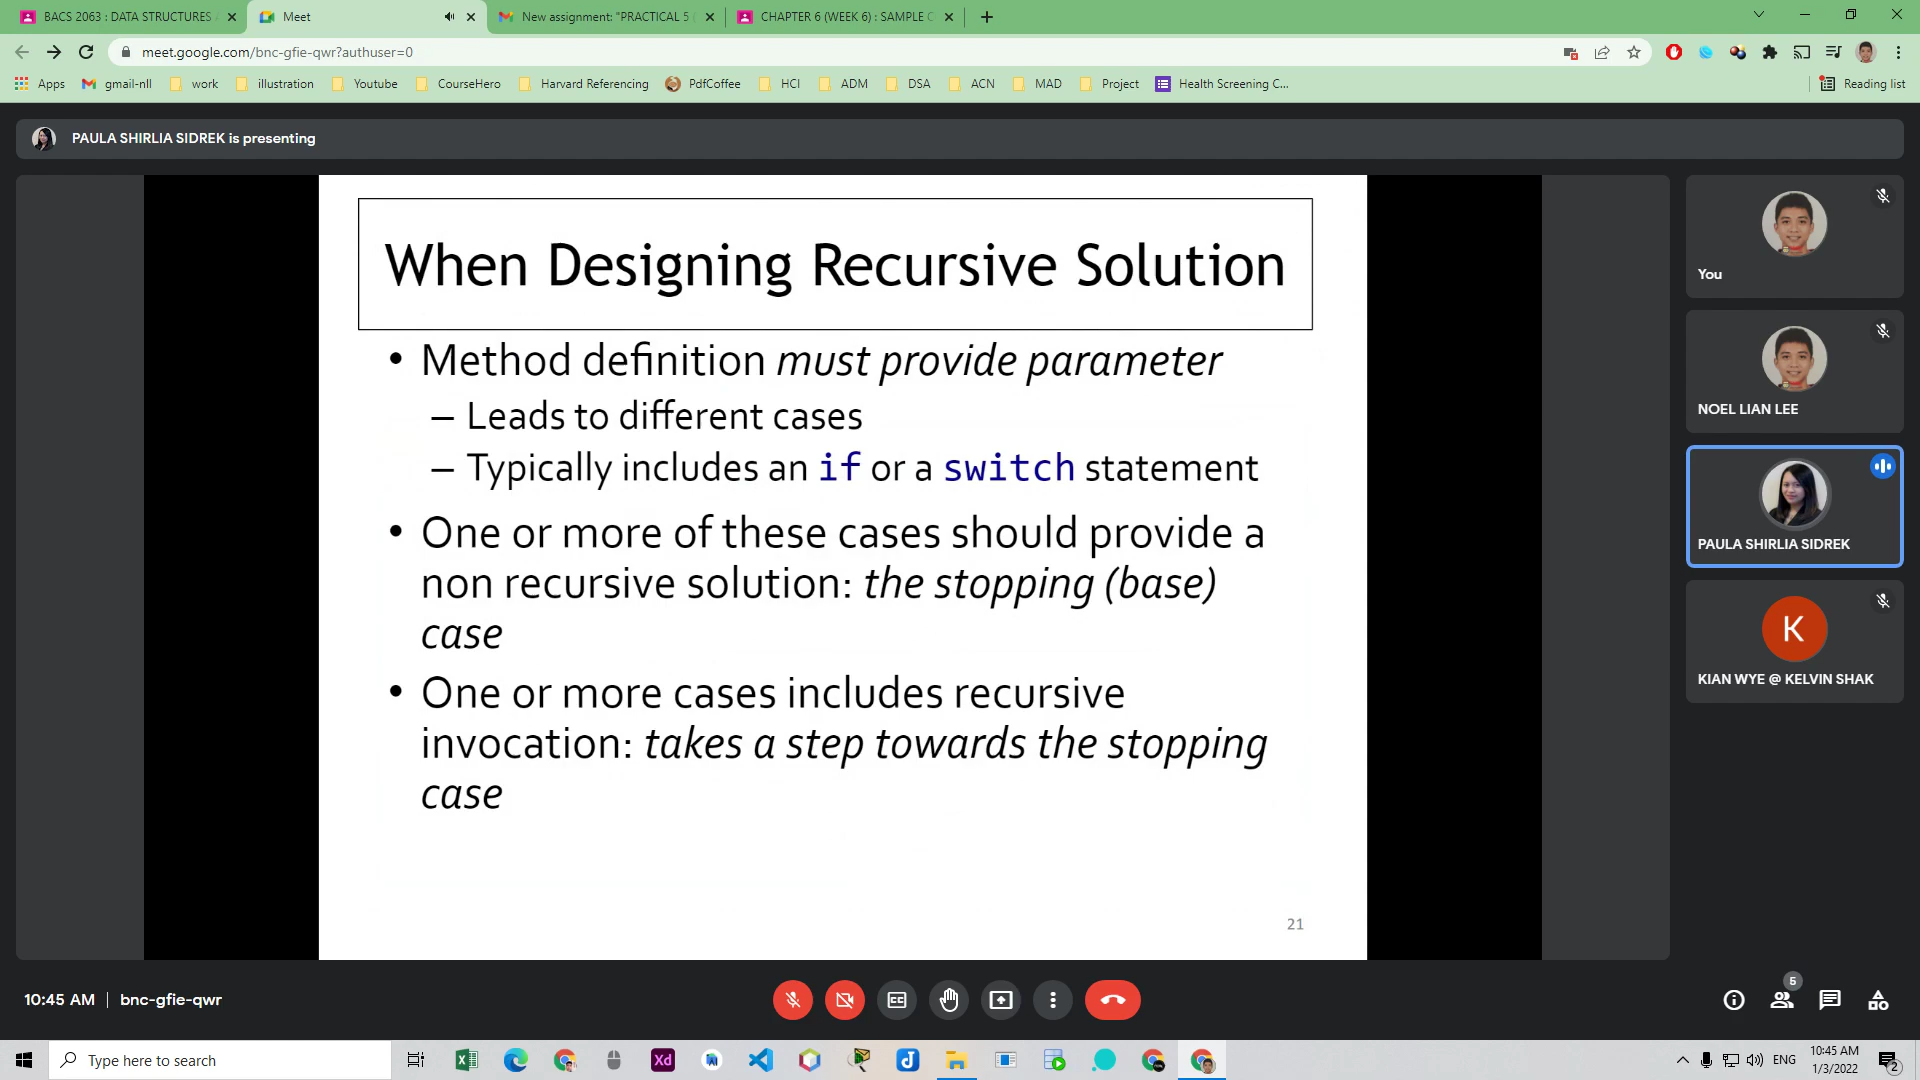 BACS 2063 : DATA STRUCTURES
Meet
New assignment: "PRACTICAL 5 (
CHAPTER 6 (WEEK 6) : SAMPLE C
meet.google.com/bnc-gfie-qwr?authuser=0
Apps
gmail-nll
work
illustration
Youtube
CourseHero
Harvard Referencing
PdfCoffee
HCI
ADM
DSA
ACN
MAD
Project
Health Screening C...
Reading list
PAULA SHIRLIA SIDREK is presenting
When Designing Recursive Solution
• Method definition must provide parameter
– Leads to different cases
– Typically includes an if or a switch statement
• One or more of these cases should provide a
non recursive solution: the stopping (base)
case
• One or more cases includes recursive
invocation: takes a step towards the stopping
case
21
You
NOEL LIAN LEE
PAULA SHIRLIA SIDREK
K
KIAN WYE @ KELVIN SHAK
10:45 AM | bnc-gfie-qwr
5
Type here to search
Xd
ENG
10:45 AM
1/3/2022
2